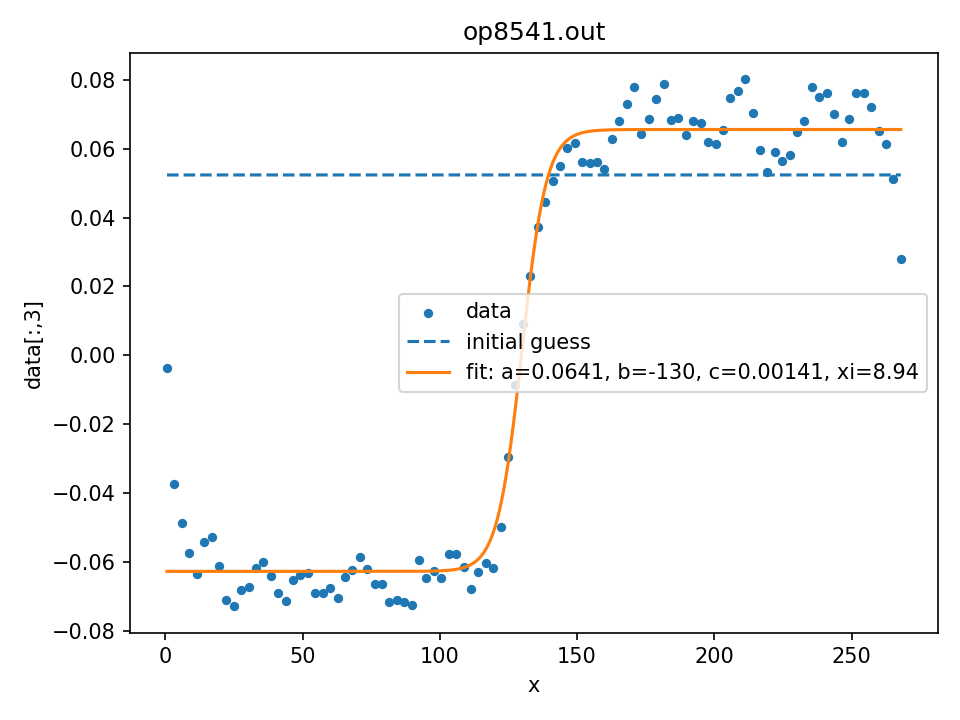 op8541.out
0.08
0.06
0.04
0.02
0.00
−0.02
−0.04
−0.06
−0.08
data[:,3]
data
initial guess
fit: a=0.0641, b=-130, c=0.00141, xi=8.94
0 50 100 150 200 250
x